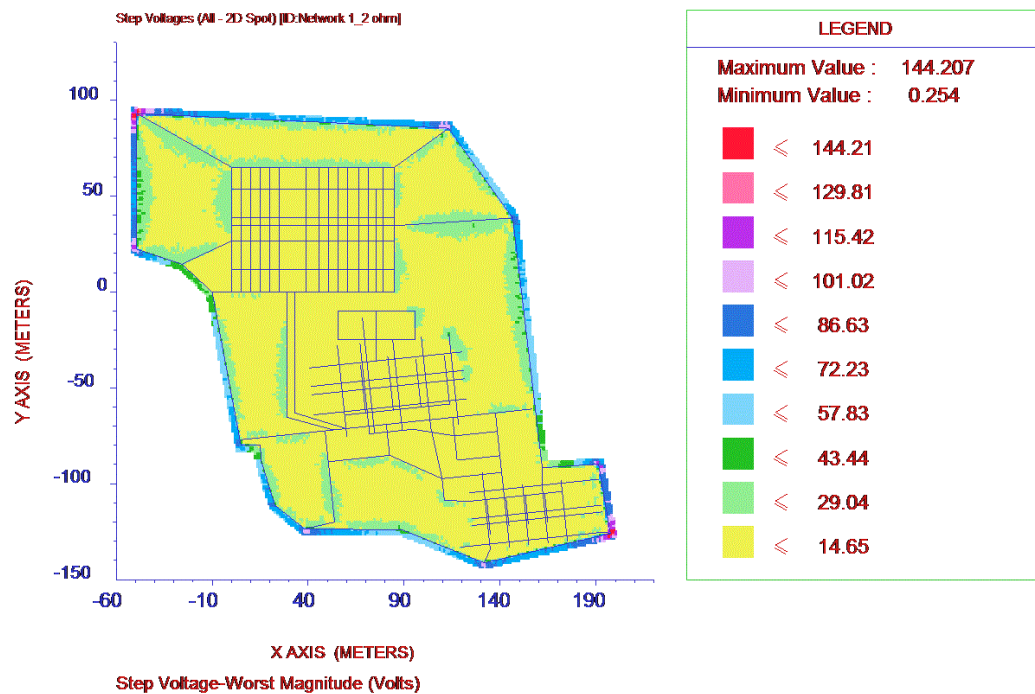 Step Voltages (All - 2D Spot) [ID:Network 1_2 ohm]
LEGEND
Maximum Value : 144.207
Minimum Value : 0.254
≤ 144.21
≤ 129.81
≤ 115.42
≤ 101.02
≤ 86.63
≤ 72.23
≤ 57.83
≤ 43.44
≤ 29.04
≤ 14.65
Y AXIS (METERS)
100
50
0
-50
-100
-150
-60 -10 40 90 140 190
X AXIS (METERS)
Step Voltage-Worst Magnitude (Volts)